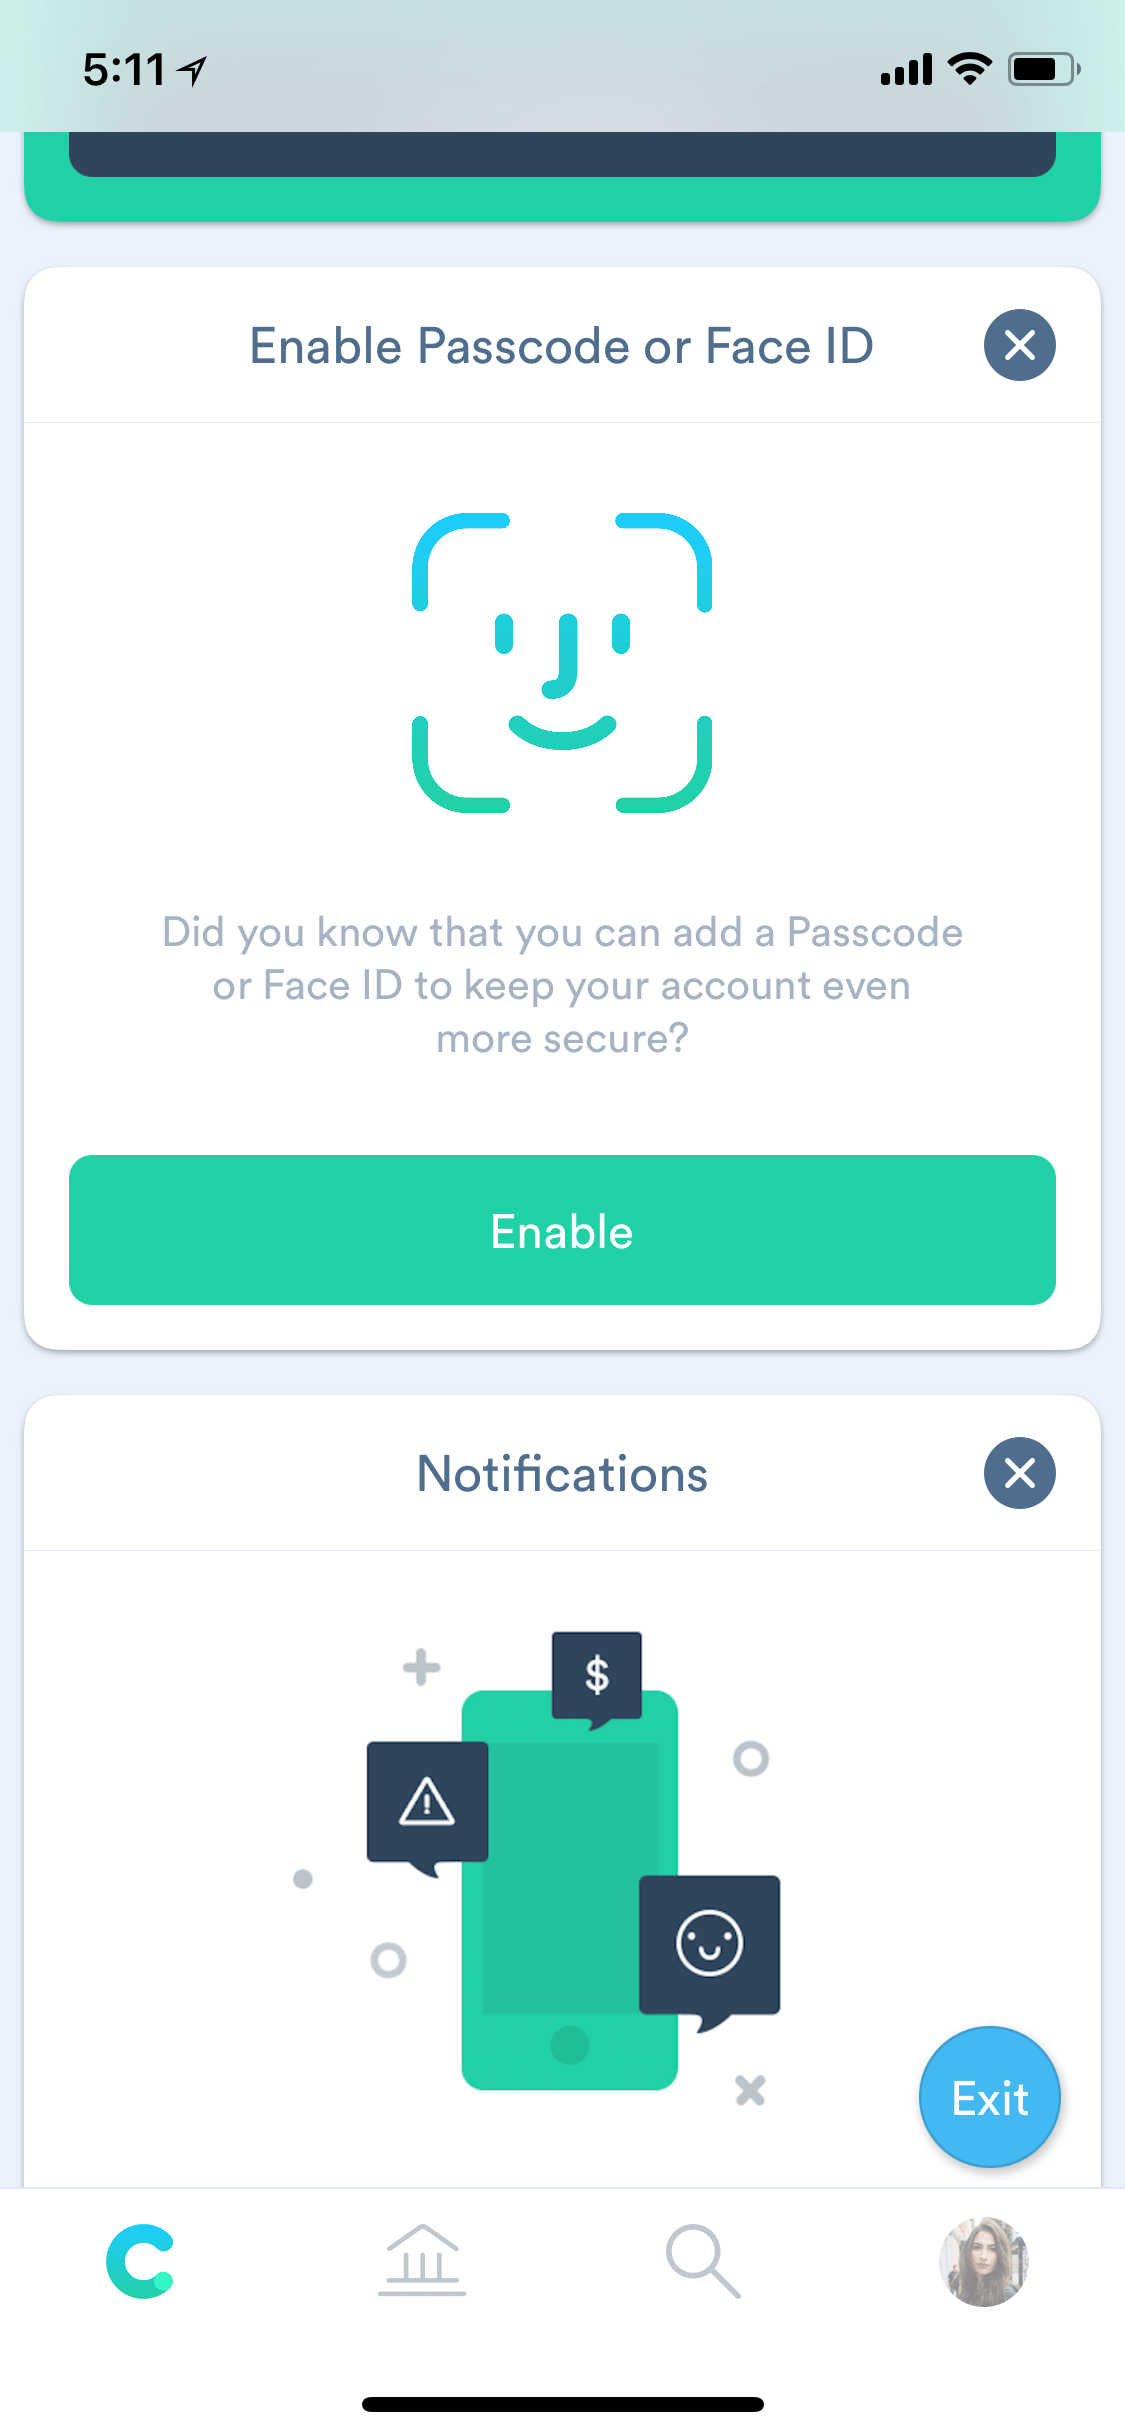 5:11
Enable Passcode or Face ID
Did you know that you can add a Passcode
or Face ID to keep your account even
more secure?
Enable
Notifications
$
Exit